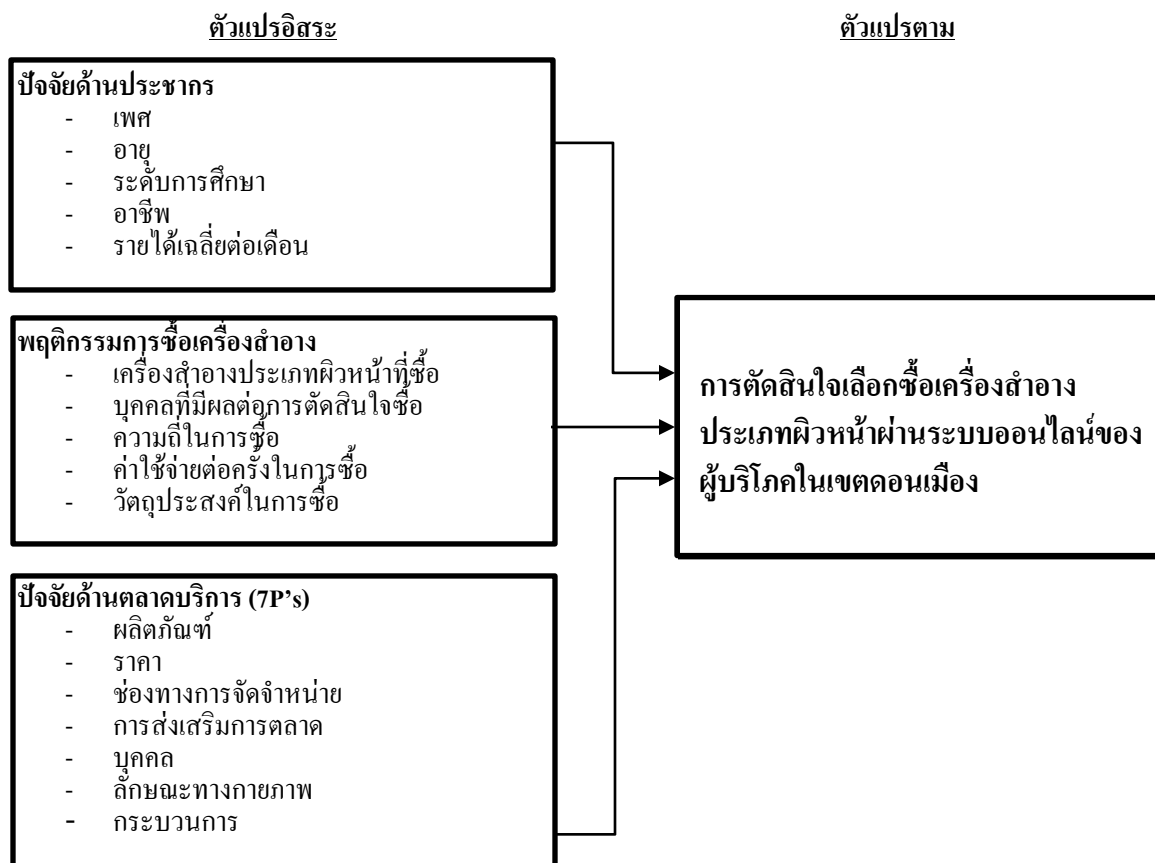 ตัวแปรอิสระ
ตัวแปรตาม
ปัจจัยด้านประชากร
- เพศ
- อายุ
- ระดับการศึกษา
- อาชีพ
- รายได้เฉลี่ยต่อเดือน
พฤติกรรมการซื้อเครื่องสำอาง
- เครื่องสำอางประเภทผิวหน้าที่ซื้อ
- บุคคลที่มีผลต่อการตัดสินใจซื้อ
- ความถี่ในการซื้อ
- ค่าใช้จ่ายต่อครั้งในการซื้อ
- วัตถุประสงค์ในการซื้อ
ปัจจัยด้านตลาดบริการ (7P’s)
- ผลิตภัณฑ์
- ราคา
- ช่องทางการจัดจำหน่าย
- การส่งเสริมการตลาด
- บุคคล
- ลักษณะทางกายภาพ
- กระบวนการ
การตัดสินใจเลือกซื้อเครื่องสำอาง
ประเภทผิวหน้าผ่านระบบออนไลน์ของ
ผู้บริโภคในเขตดอนเมือง